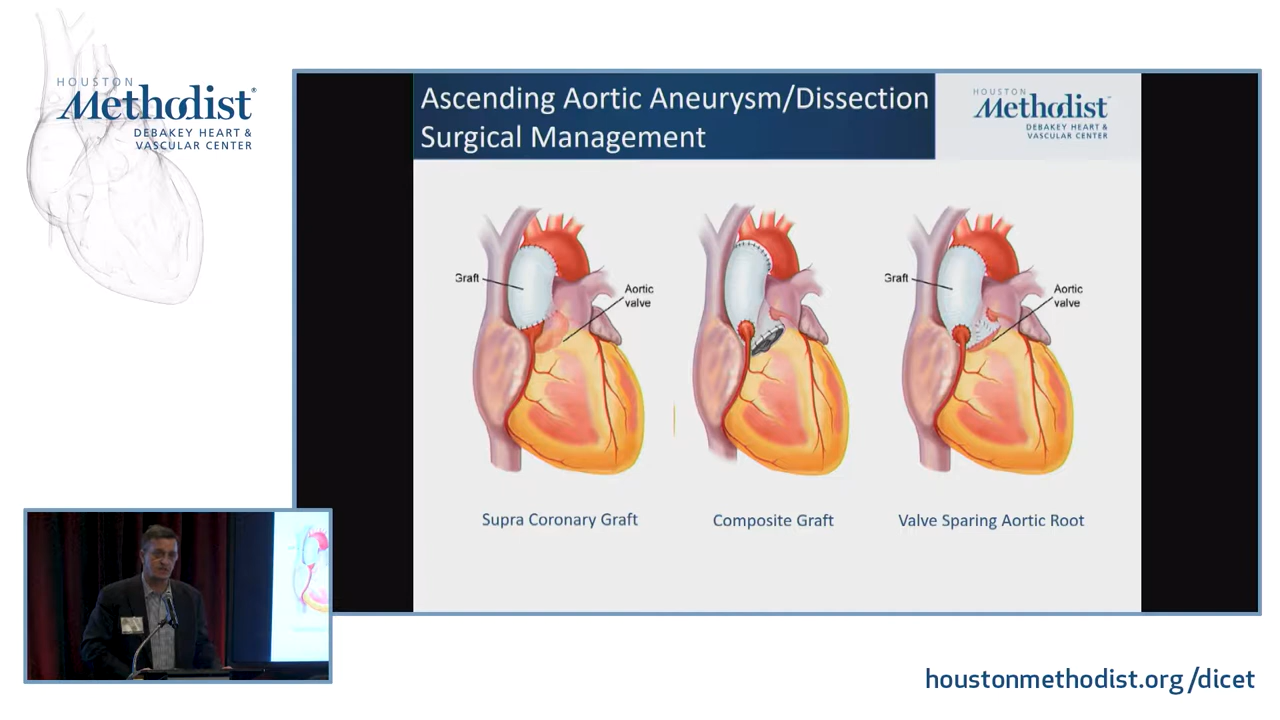 HOUSTON
Methodist®
DEBAKEY HEART &
VASCULAR CENTER
Ascending Aortic Aneurysm/Dissection
Surgical Management
HOUSTON
Methodist
DEBAKEY HEART &
VASCULAR CENTER
Graft
Aortic
valve
Graft
Aortic
valve
Supra Coronary Graft
Composite Graft
Valve Sparing Aortic Root
houstonmethodist.org/dicet